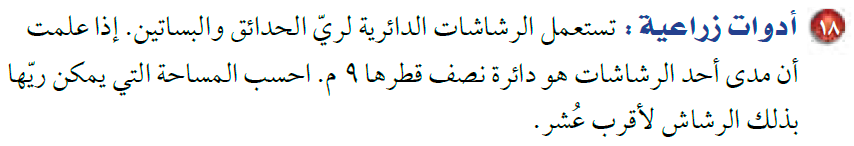 ١٨ أدوات زراعية : تستعمل الرشاشات الدائرية لريّ الحدائق والبساتين. إذا علمت
أن مدى أحد الرشاشات هو دائرة نصف قطرها ٩ م. احسب المساحة التي يمكن ريّها
بذلك الرشاش لأقرب عُشر.